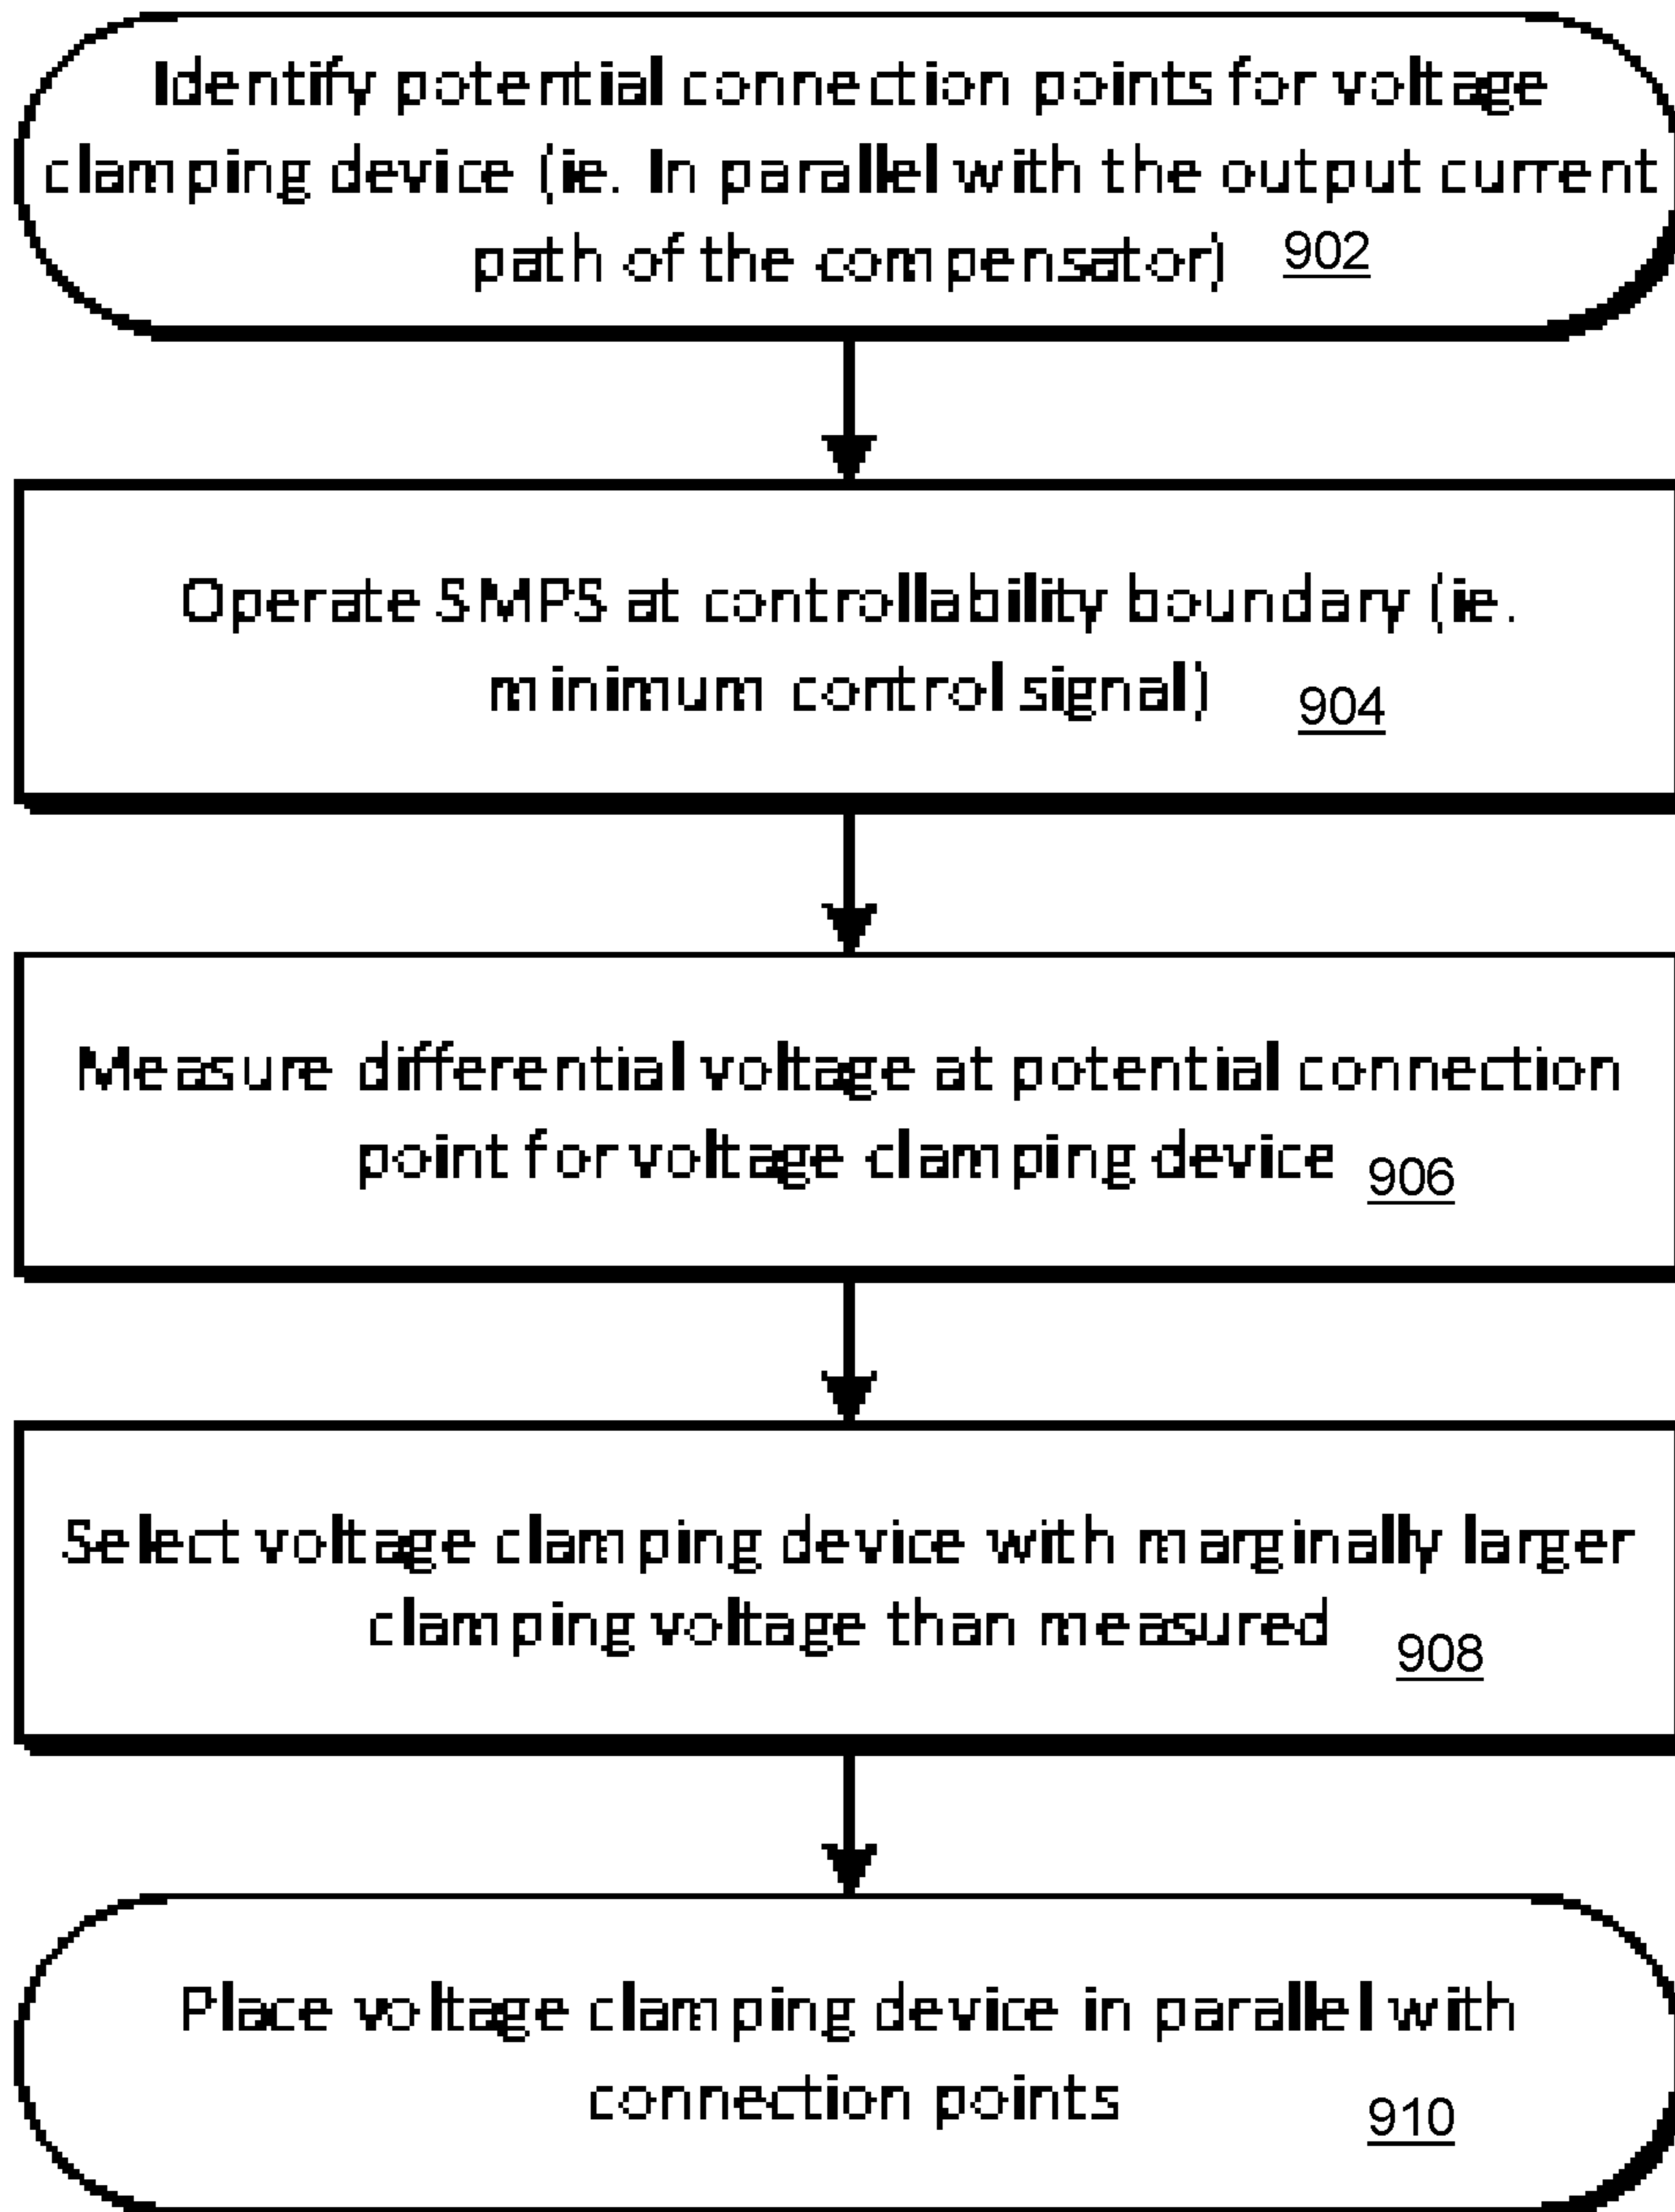 Identify potential connection points for voltage
clamping device (ie. In parallel with the output current
path of the compensator) 902
Operate SMPS at controllability boundary (ie.
minimum control signal) 904
Measure differential voltage at potential connection
point for voltage clamping device 906
Select voltage clamping device with marginally larger
clamping voltage than measured 908
Place voltage clamping device in parallel with
connection points 910